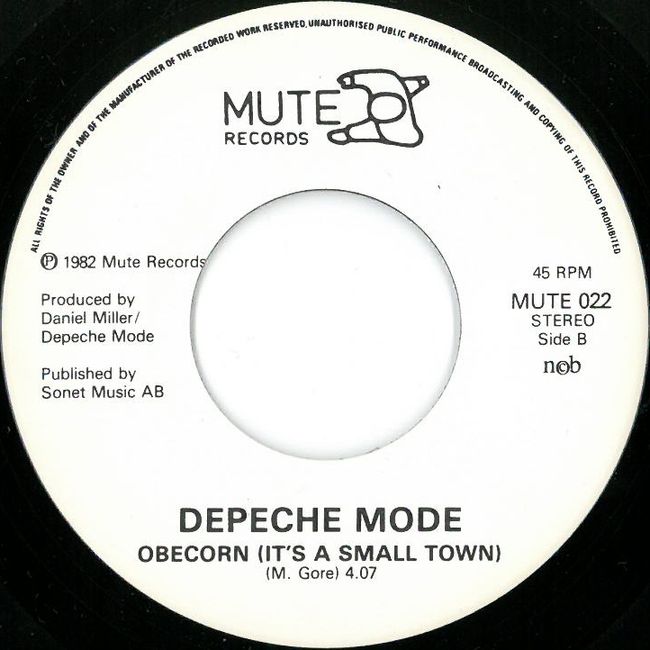 ALL RIGHTS OF THE OWNER AND OF THE MANUFACTURER OF THE RECORDED WORK RESERVED, UNAUTHORISED PUBLIC PERFORMANCE BROADCASTING AND COPYING OF THIS RECORD PROHIBITED
MUTE
RECORDS
Ⓟ 1982 Mute Records
Produced by
Daniel Miller/
Depeche Mode
Published by
Sonet Music AB
45 RPM
MUTE 022
STEREO
Side B
n©b
DEPECHE MODE
OBECORN (IT'S A SMALL TOWN)
(M. Gore) 4.07